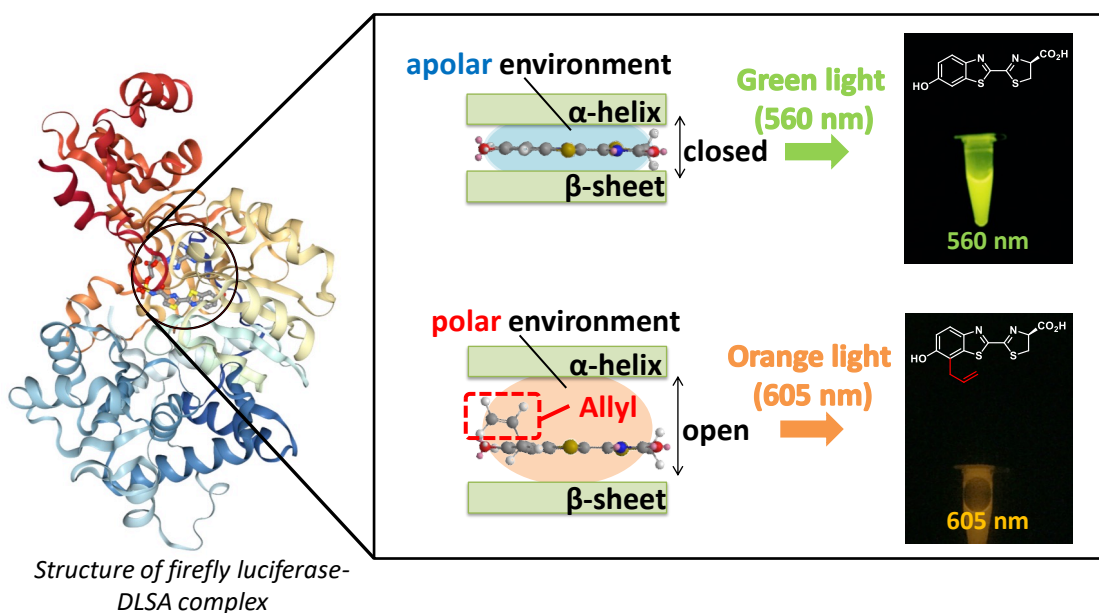 apolar environment
α-helix
closed
β-sheet
Green light
(560 nm)
N
N
CO₂H
HO
S
S
560 nm
polar environment
α-helix
Allyl
open
β-sheet
Orange light
(605 nm)
N
N
CO₂H
HO
S
S
605 nm
Structure of firefly luciferase-
DLSA complex